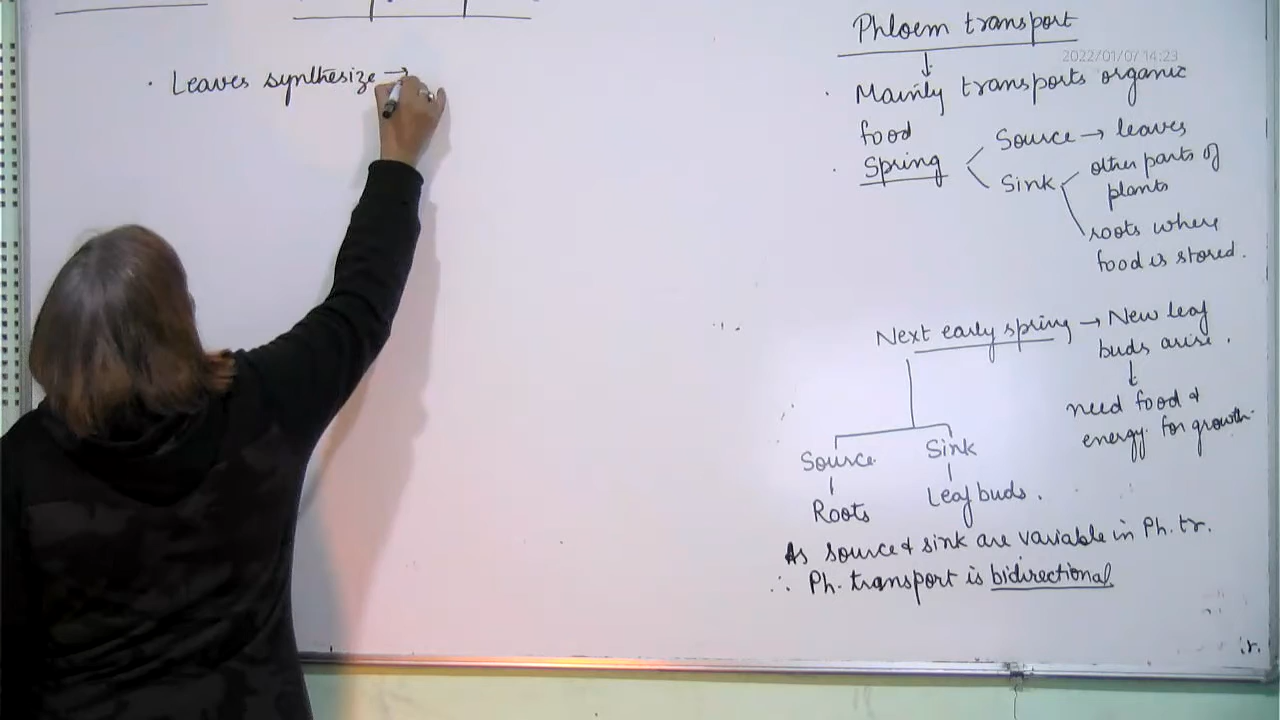 · Leaves synthesize →
Phloem transport
2022/01/07 14:23
· Mainly transports organic
food
· Spring
Source → leaves
Sink
other parts of
plants
roots where
food is stored.
Next early spring → New leaf
buds arise.
need food &
energy for growth
Source
Sink
Roots
Leaf buds.
As source & sink are variable in Ph. tr.
∴ Ph. transport is bidirectional